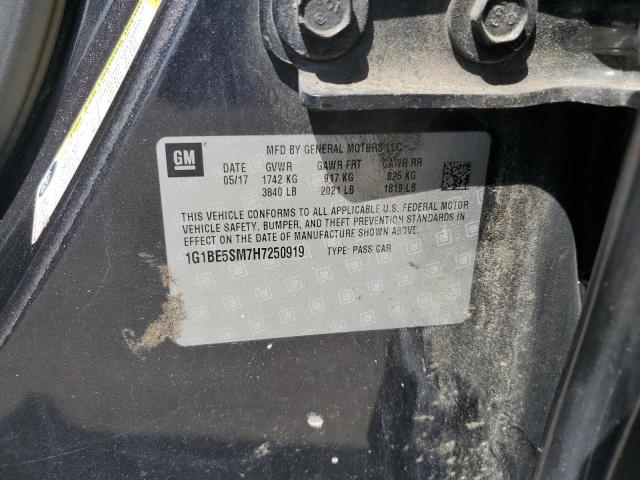 GM
MFD BY GENERAL MOTORS LLC
DATE GVWR GAWR FRT GAWR RR
05/17 1742 KG 917 KG 825 KG
3840 LB 2021 LB 1819 LB
THIS VEHICLE CONFORMS TO ALL APPLICABLE U.S. FEDERAL MOTOR
VEHICLE SAFETY, BUMPER, AND THEFT PREVENTION STANDARDS IN
EFFECT ON THE DATE OF MANUFACTURE SHOWN ABOVE.
1G1BE5SM7H7250919 TYPE: PASS CAR